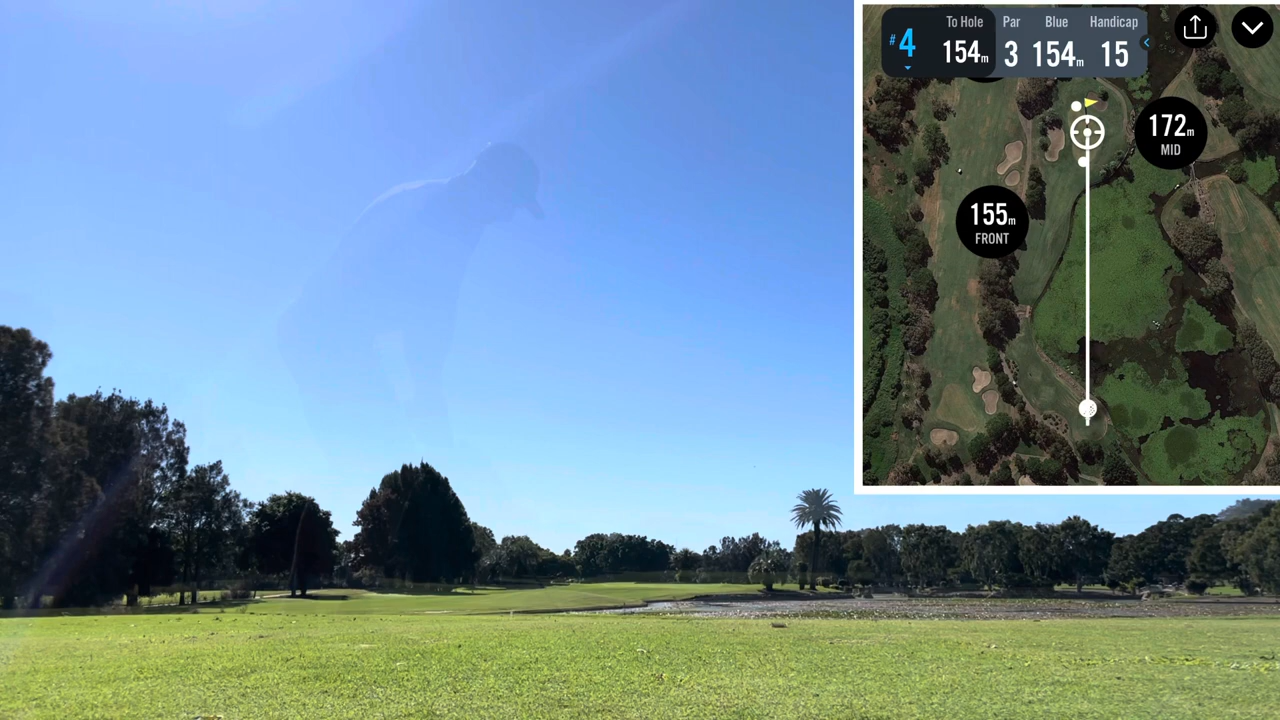 #4
To Hole Par Blue Handicap
154m 3 154m 15
172m
MID
155m
FRONT